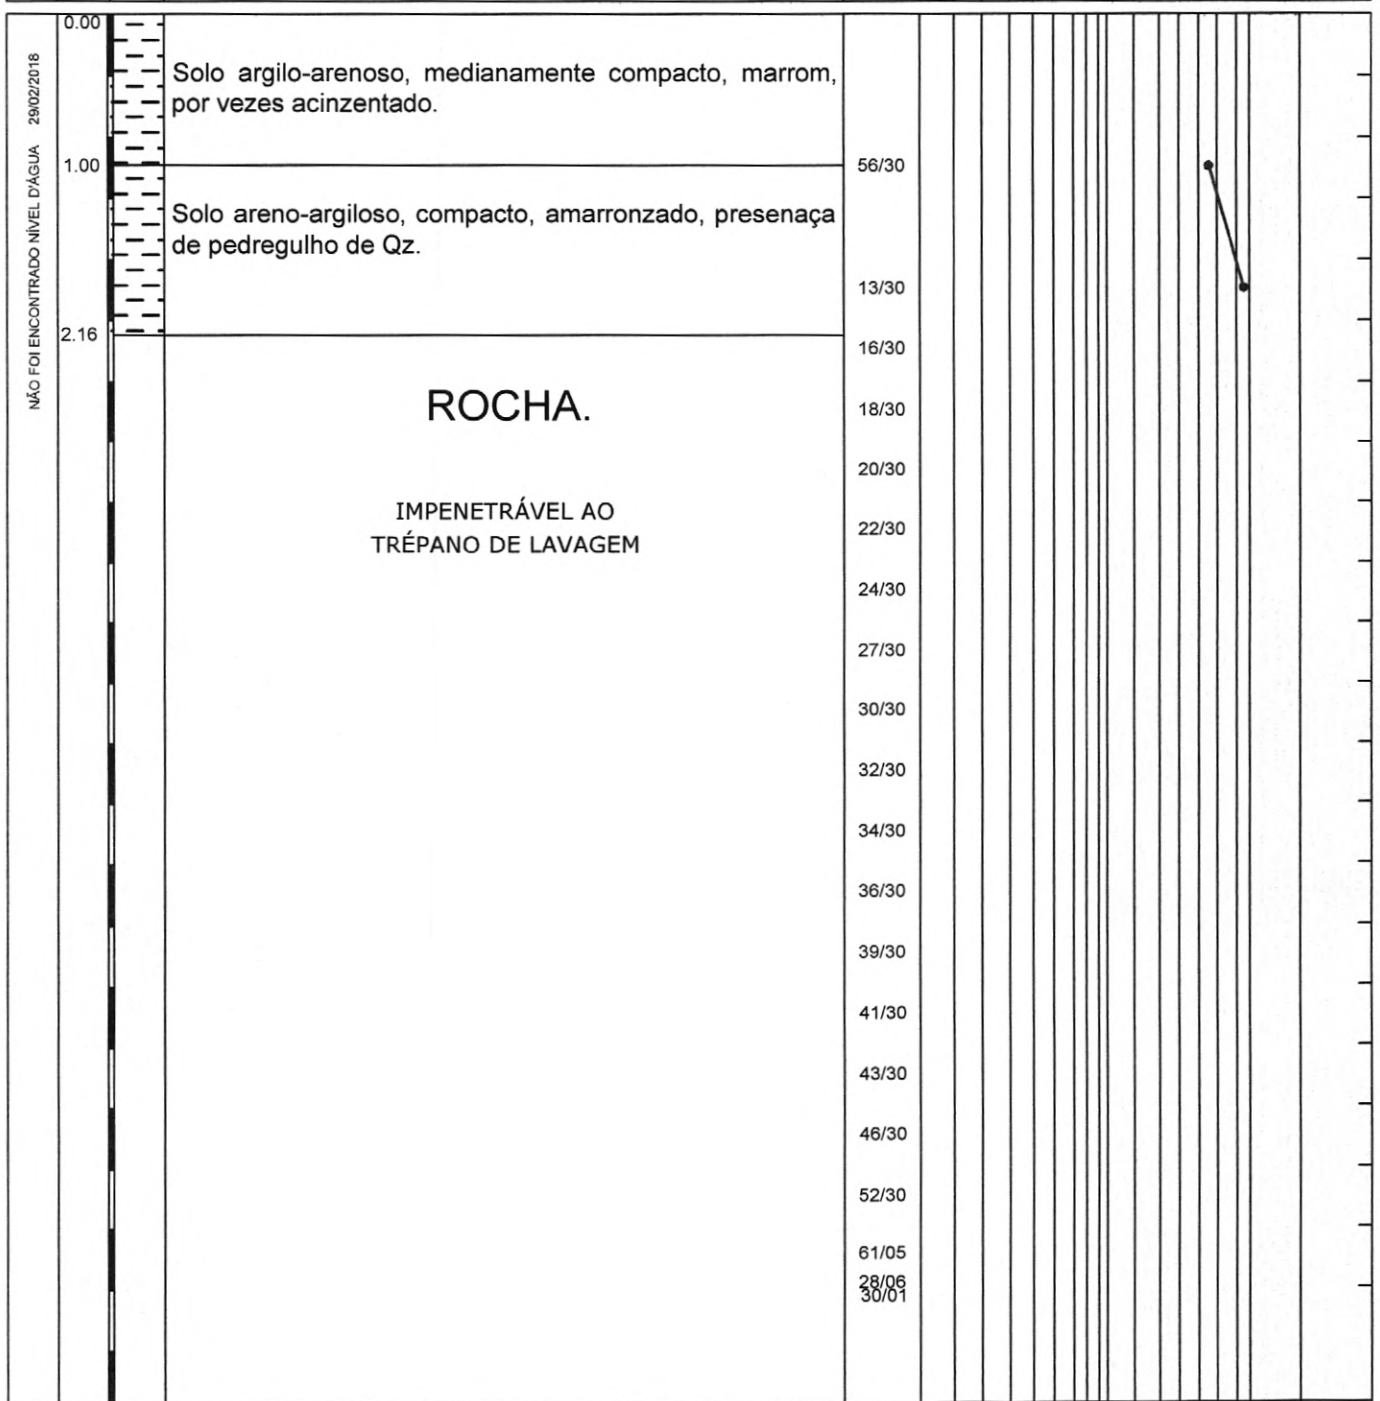 0.00
Solo argilo-arenoso, medianamente compacto, marrom,
por vezes acinzentado.
NÃO FOI ENCONTRADO NÍVEL D'ÁGUA 29/02/2018
1.00
56/30
Solo areno-argiloso, compacto, amarronzado, presenaça
de pedregulho de Qz.
13/30
2.16
16/30
ROCHA.
18/30
20/30
IMPENETRÁVEL AO
22/30
TRÉPANO DE LAVAGEM
24/30
27/30
30/30
32/30
34/30
36/30
39/30
41/30
43/30
46/30
52/30
61/05
28/06
30/01